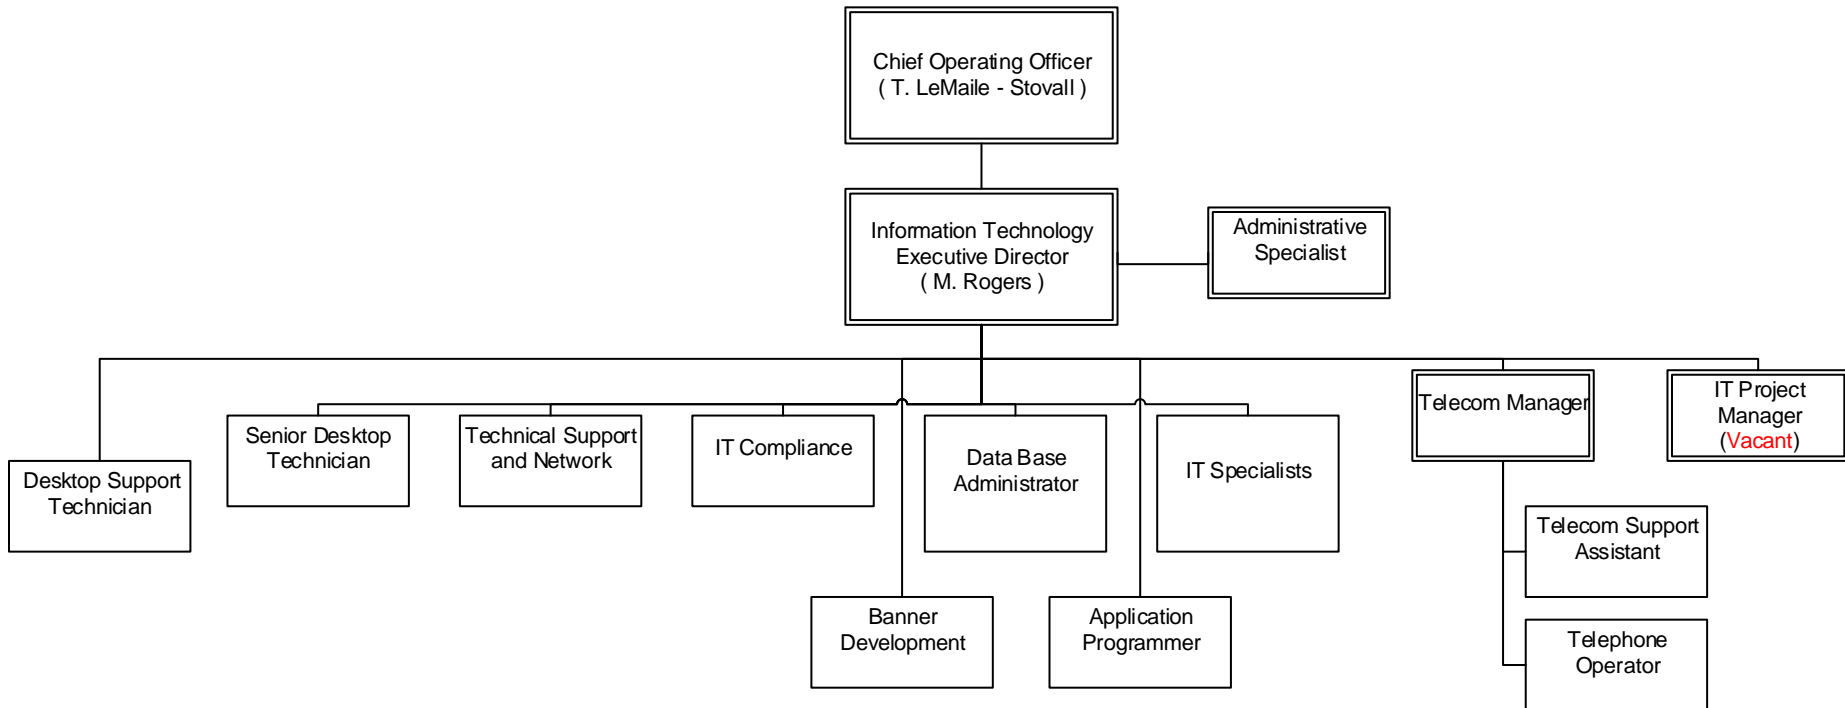 Chief Operating Officer
( T. LeMaile - Stovall )
Information Technology
Executive Director
( M. Rogers )
Administrative
Specialist
Telecom Manager
IT Project
Manager
(Vacant)
Senior Desktop
Technician
Technical Support
and Network
IT Compliance
Data Base
Administrator
IT Specialists
Desktop Support
Technician
Telecom Support
Assistant
Banner
Development
Application
Programmer
Telephone
Operator